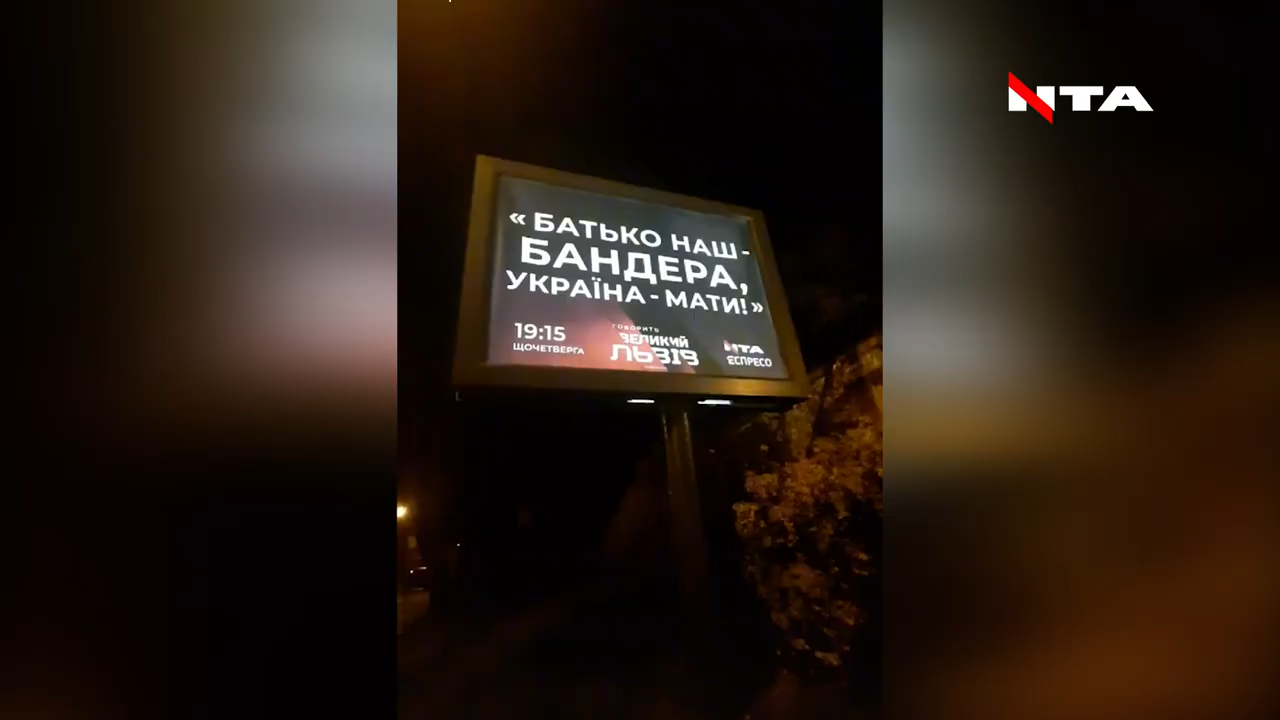 NTA
« БАТЬКО НАШ -
БАНДЕРА,
УКРАЇНА - МАТИ! »
19:15
ЩОЧЕТВЕРГА
ГОВОРИТЬ
ВЕЛИКИЙ
ЛЬВІВ
NTA
ЕСПРЕСО